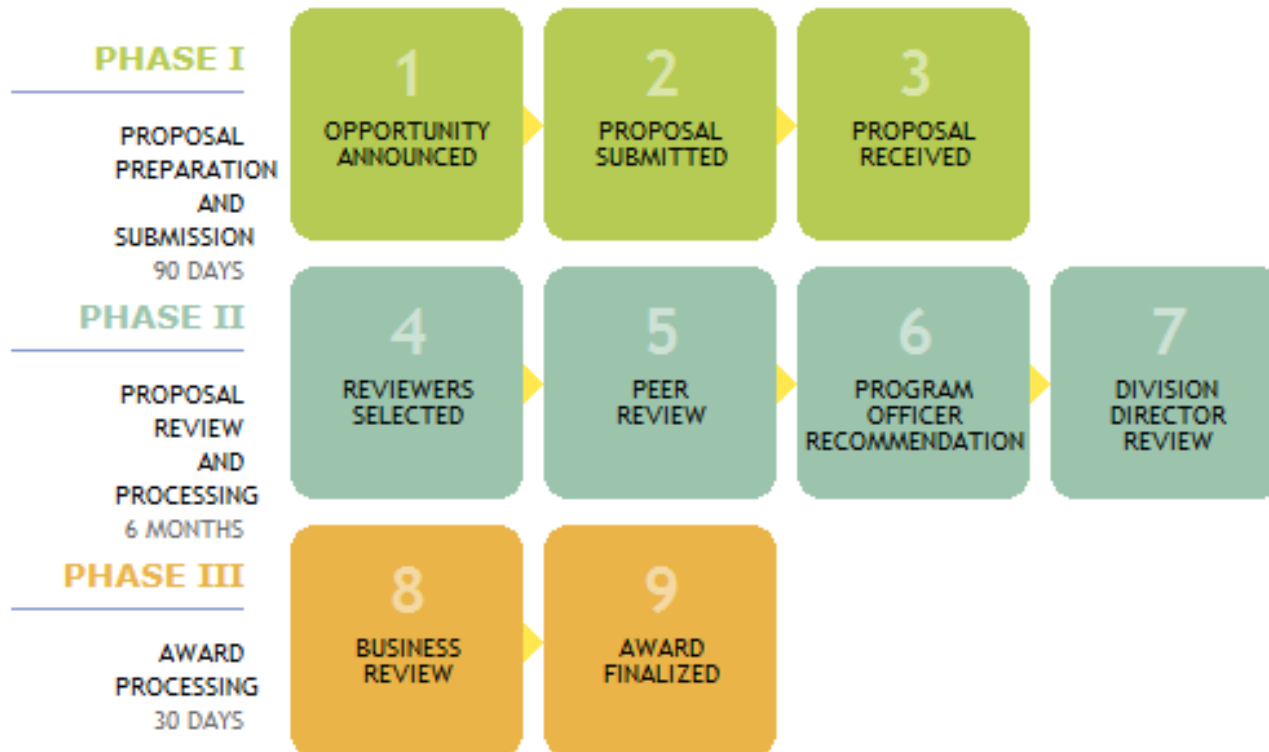 PHASE I
PROPOSAL
PREPARATION
AND
SUBMISSION
90 DAYS
1
OPPORTUNITY
ANNOUNCED
2
PROPOSAL
SUBMITTED
3
PROPOSAL
RECEIVED
PHASE II
PROPOSAL
REVIEW
AND
PROCESSING
6 MONTHS
4
REVIEWERS
SELECTED
5
PEER
REVIEW
6
PROGRAM
OFFICER
RECOMMENDATION
7
DIVISION
DIRECTOR
REVIEW
PHASE III
AWARD
PROCESSING
30 DAYS
8
BUSINESS
REVIEW
9
AWARD
FINALIZED